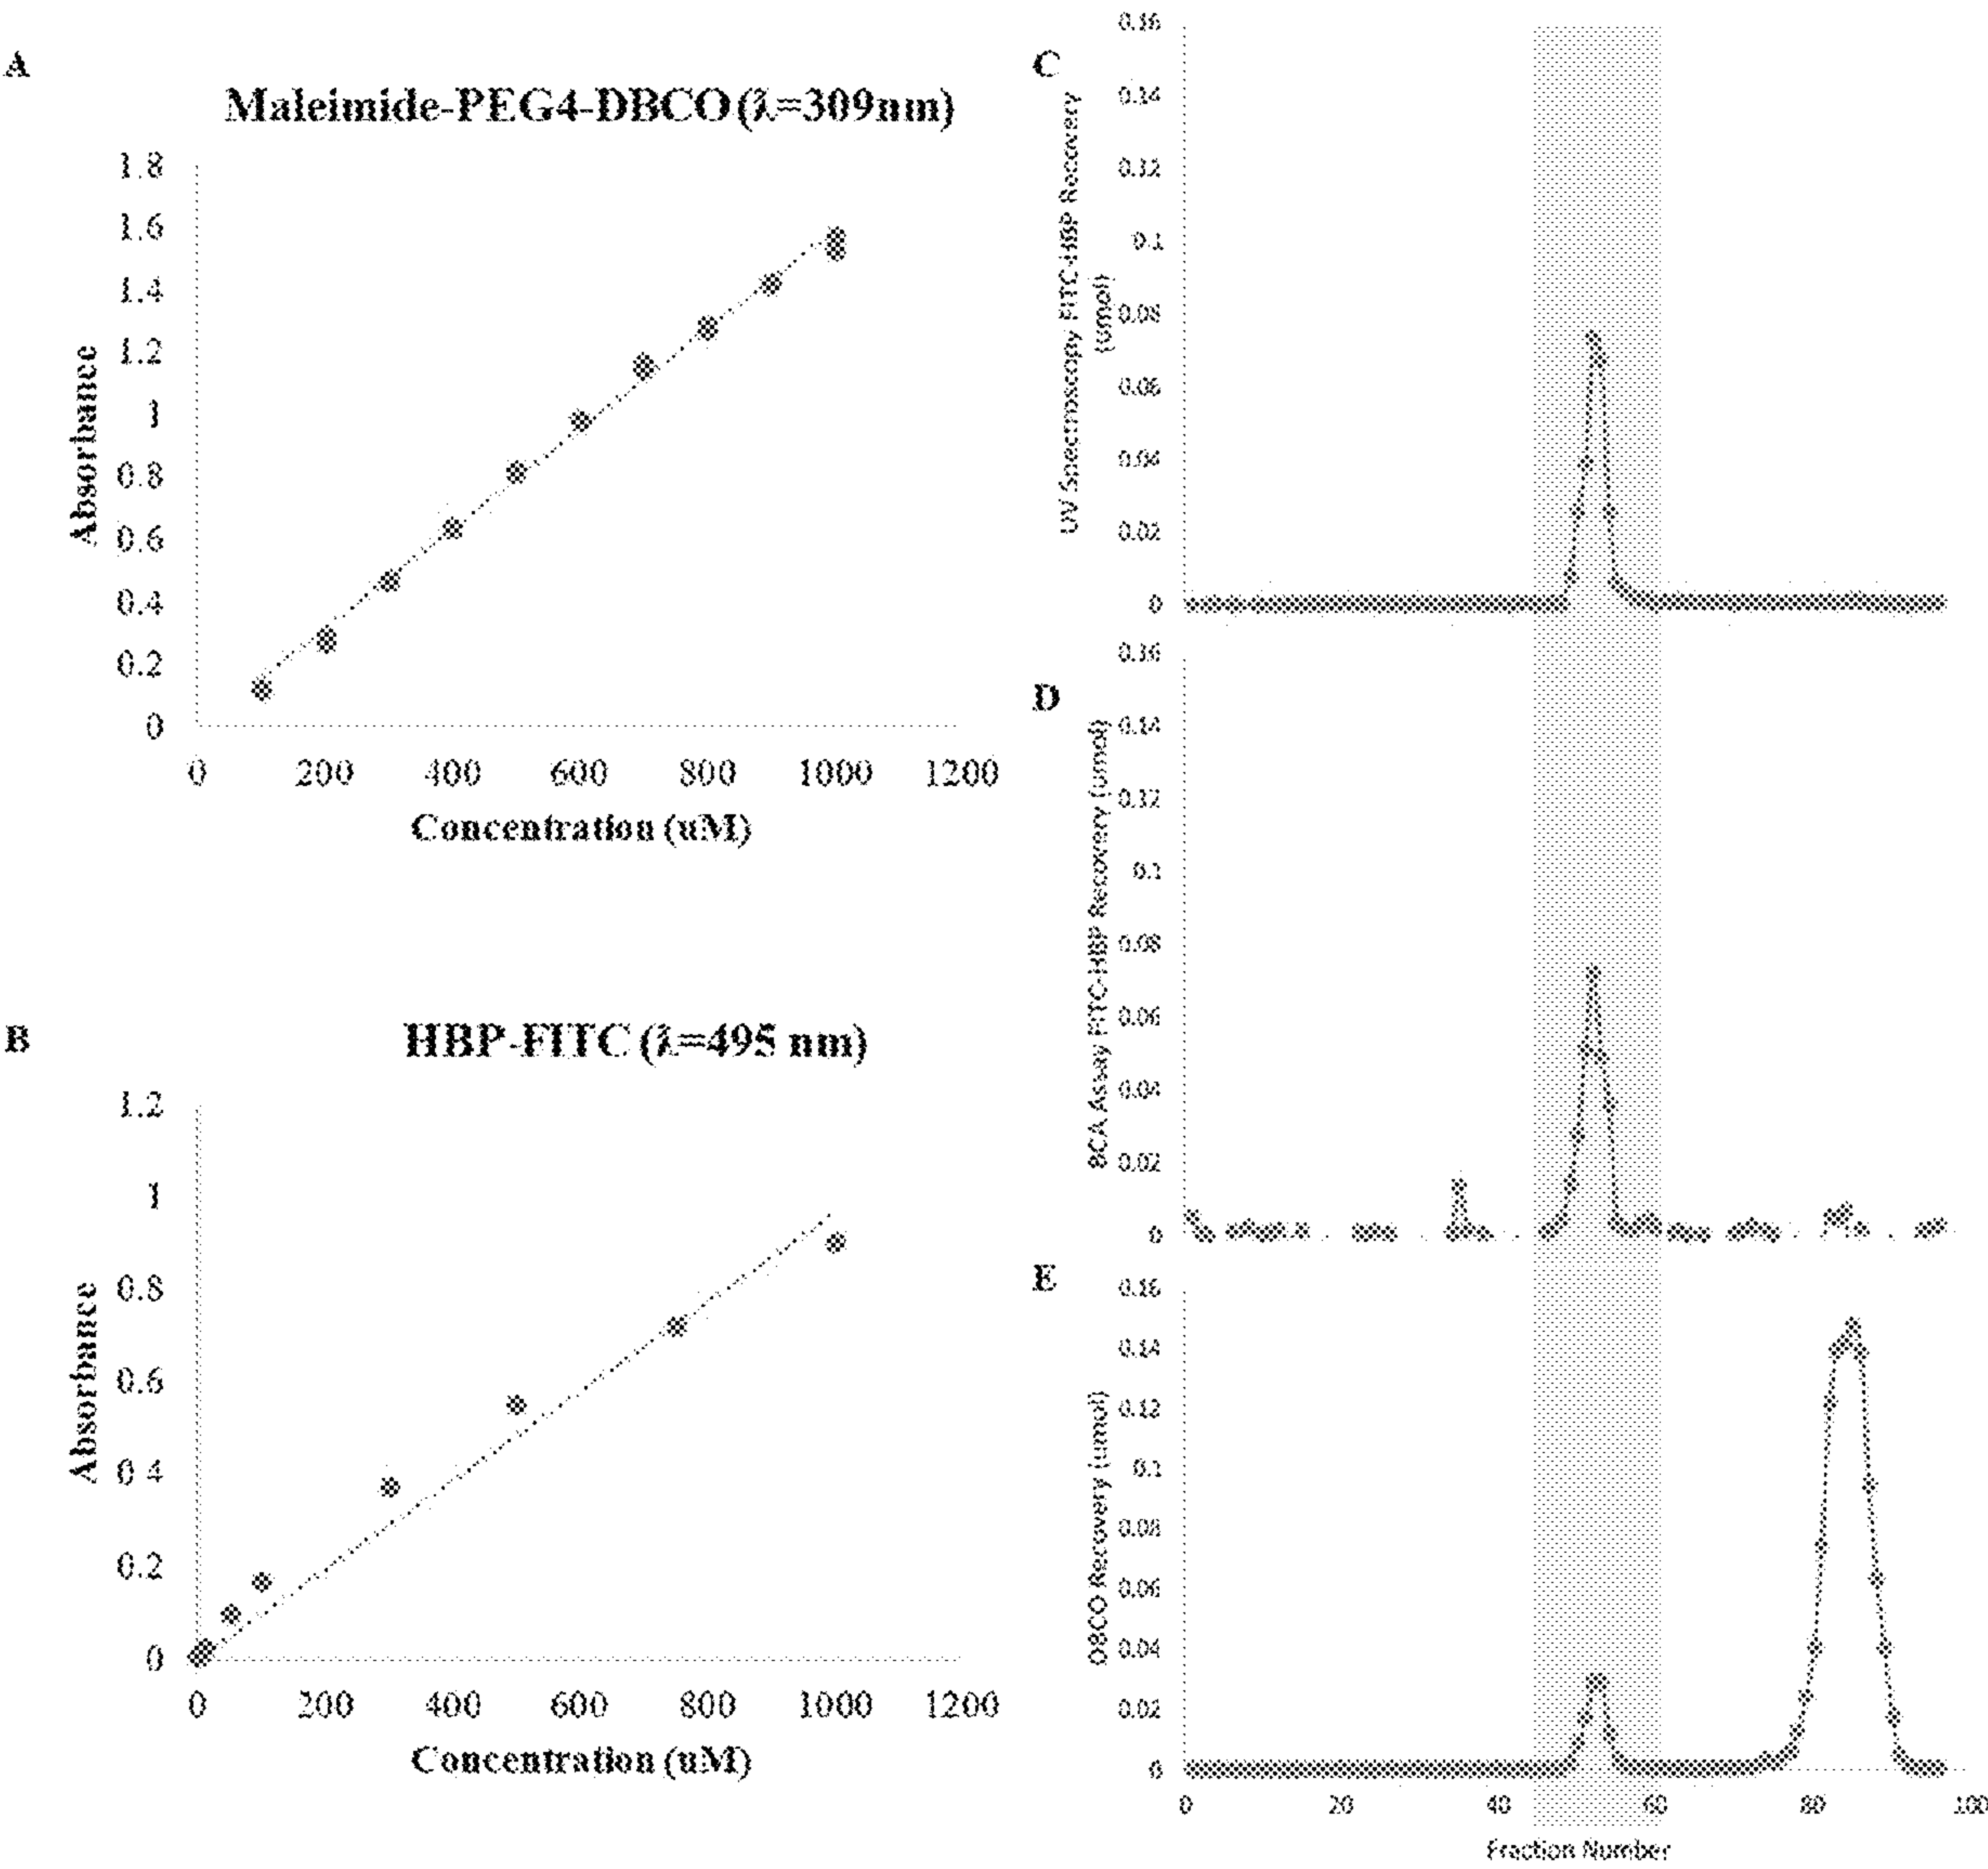 A
Maleimide-PEG4-DBCO (λ=309nm)
1.8
1.6
1.4
1.2
1
0.8
0.6
0.4
0.2
0
Absorbance
0 200 400 600 800 1000 1200
Concentration (uM)
B
HBP-FITC (λ=495 nm)
1.2
1
0.8
0.6
0.4
0.2
0
Absorbance
0 200 400 600 800 1000 1200
Concentration (uM)
C
UV Spectroscopy FITC-HBP Recovery
(umol)
0.16
0.14
0.12
0.1
0.08
0.06
0.04
0.02
0
D
BCA Assay FITC-HBP Recovery (umol)
0.16
0.14
0.12
0.1
0.08
0.06
0.04
0.02
0
E
DBCO Recovery (umol)
0.16
0.14
0.12
0.1
0.08
0.06
0.04
0.02
0
0 20 40 60 80 100
Fraction Number